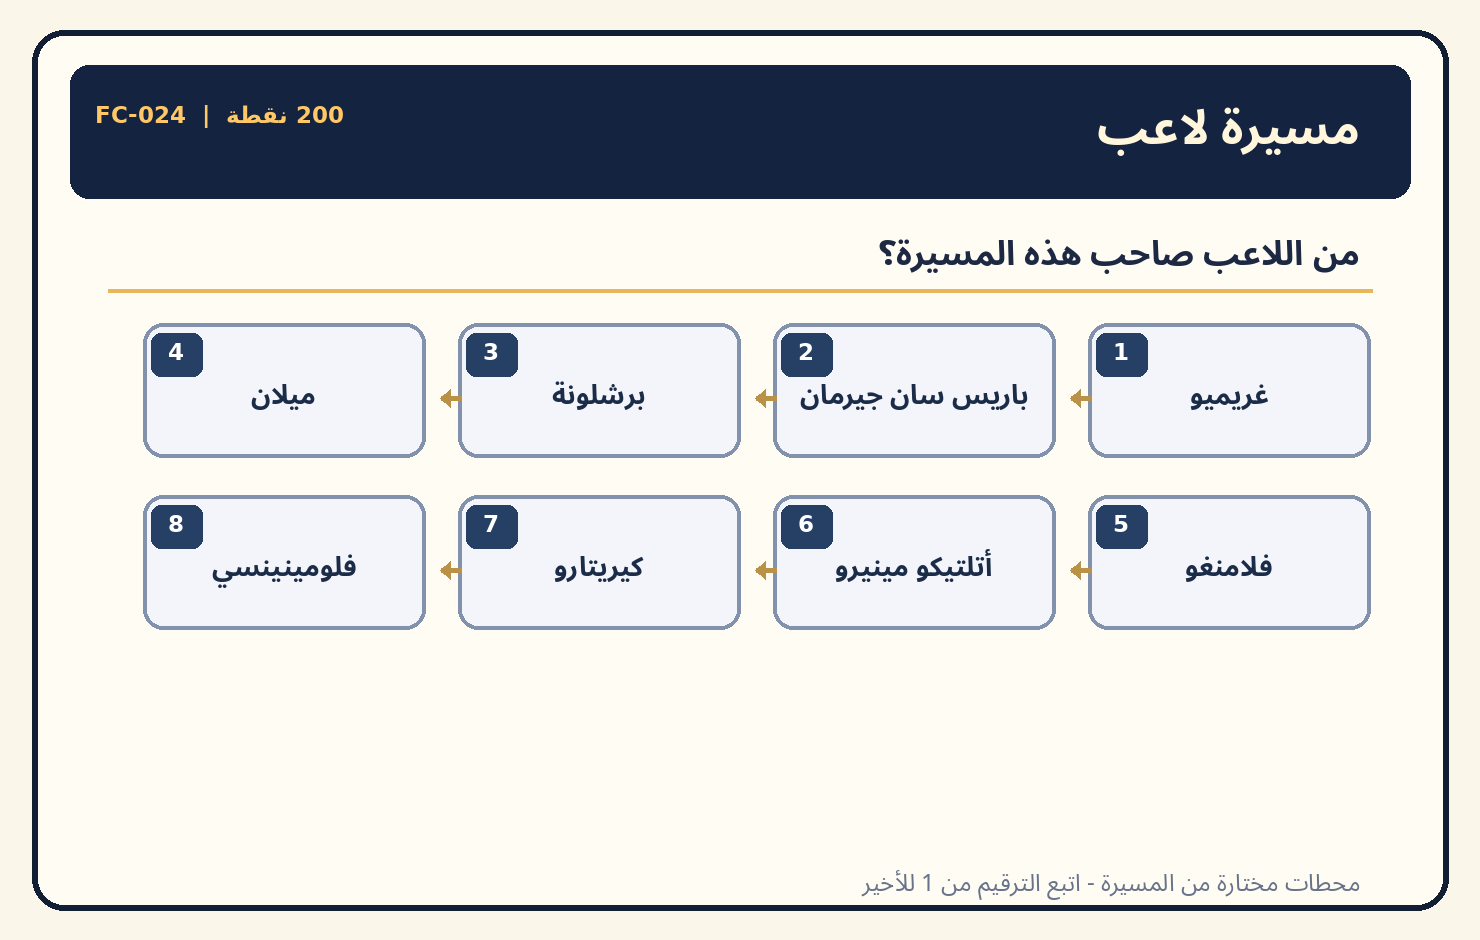 مسيرة لاعب
200 نقطة | FC-024
من اللاعب صاحب هذه المسيرة؟
1
غريميو
2
باريس سان جيرمان
3
برشلونة
4
ميلان
5
فلامنغو
6
أتلتيكو مينيرو
7
كيريتارو
8
فلومينينسي
محطات مختارة من المسيرة - اتبع الترقيم من 1 للأخير